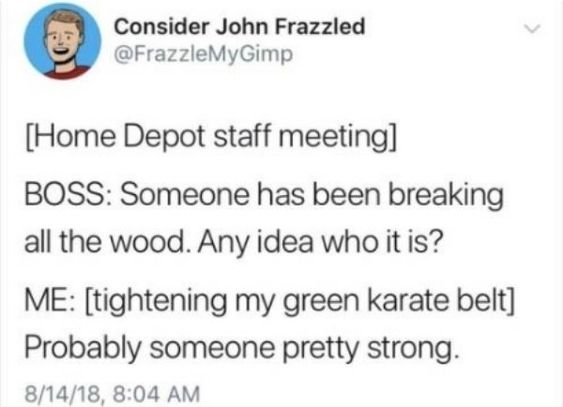 Consider John Frazzled
@FrazzleMyGimp
[Home Depot staff meeting]
BOSS: Someone has been breaking
all the wood. Any idea who it is?
ME: [tightening my green karate belt]
Probably someone pretty strong.
8/14/18, 8:04 AM